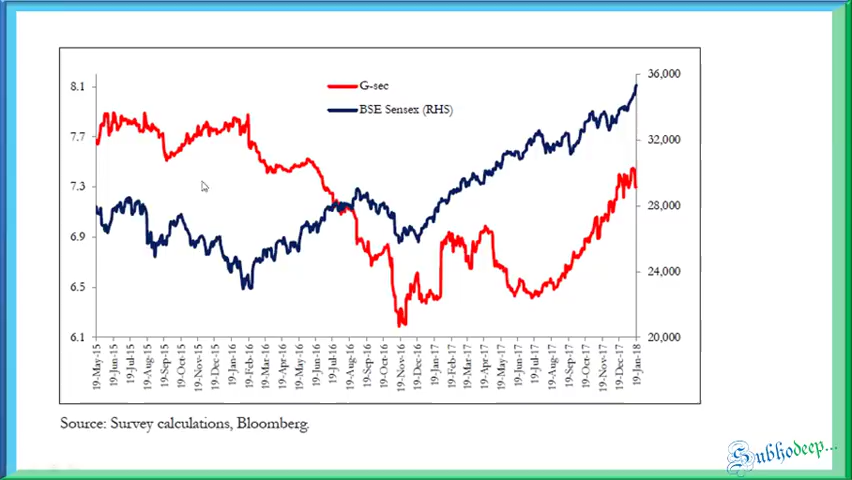 G-sec
BSE Sensex (RHS)
8.1
7.7
7.3
6.9
6.5
6.1
36,000
32,000
28,000
24,000
20,000
19-May-15
19-Jun-15
19-Jul-15
19-Aug-15
19-Sep-15
19-Oct-15
19-Nov-15
19-Dec-15
19-Jan-16
19-Feb-16
19-Mar-16
19-Apr-16
19-May-16
19-Jun-16
19-Jul-16
19-Aug-16
19-Sep-16
19-Oct-16
19-Nov-16
19-Dec-16
19-Jan-17
19-Feb-17
19-Mar-17
19-Apr-17
19-May-17
19-Jun-17
19-Jul-17
19-Aug-17
19-Sep-17
19-Oct-17
19-Nov-17
19-Dec-17
19-Jan-18
Source: Survey calculations, Bloomberg.
Subhodeep...